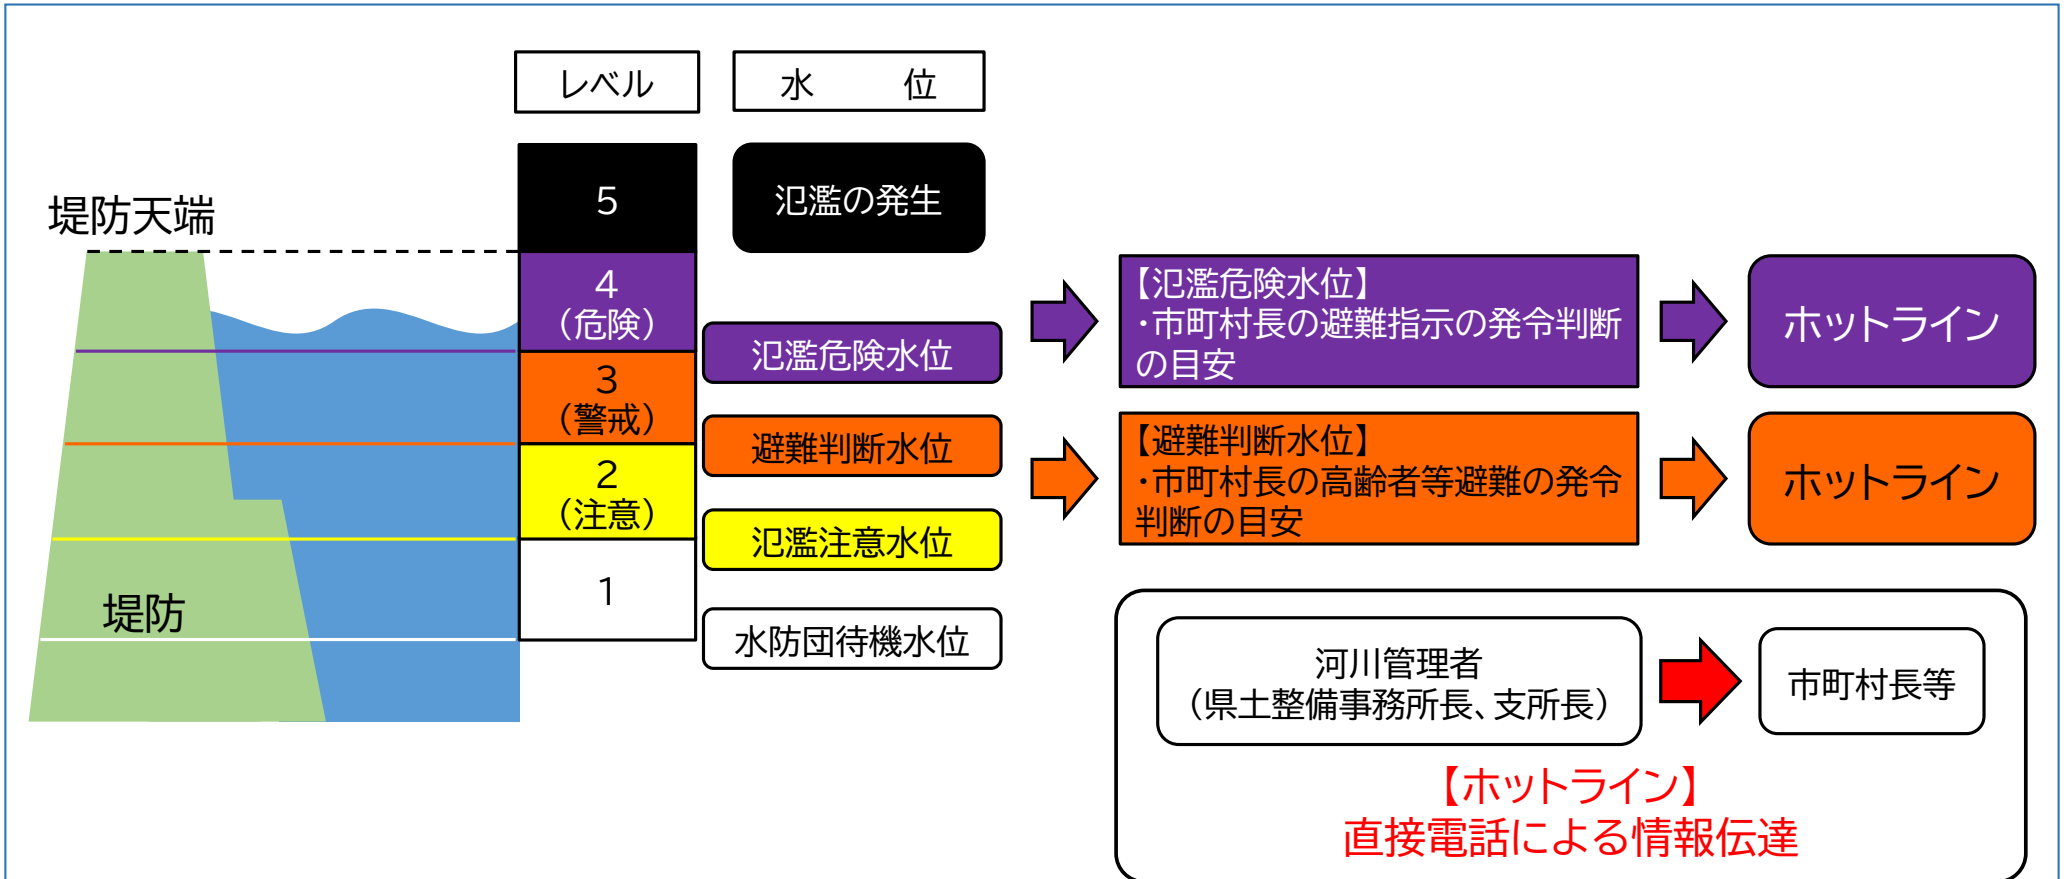 レベル
水　　位
5
氾濫の発生
堤防天端
4
（危険）
氾濫危険水位
【氾濫危険水位】
・市町村長の避難指示の発令判断
の目安
ホットライン
3
（警戒）
避難判断水位
【避難判断水位】
・市町村長の高齢者等避難の発令
判断の目安
ホットライン
2
（注意）
氾濫注意水位
1
堤防
水防団待機水位
河川管理者
（県土整備事務所長、支所長）
市町村長等
【ホットライン】
直接電話による情報伝達